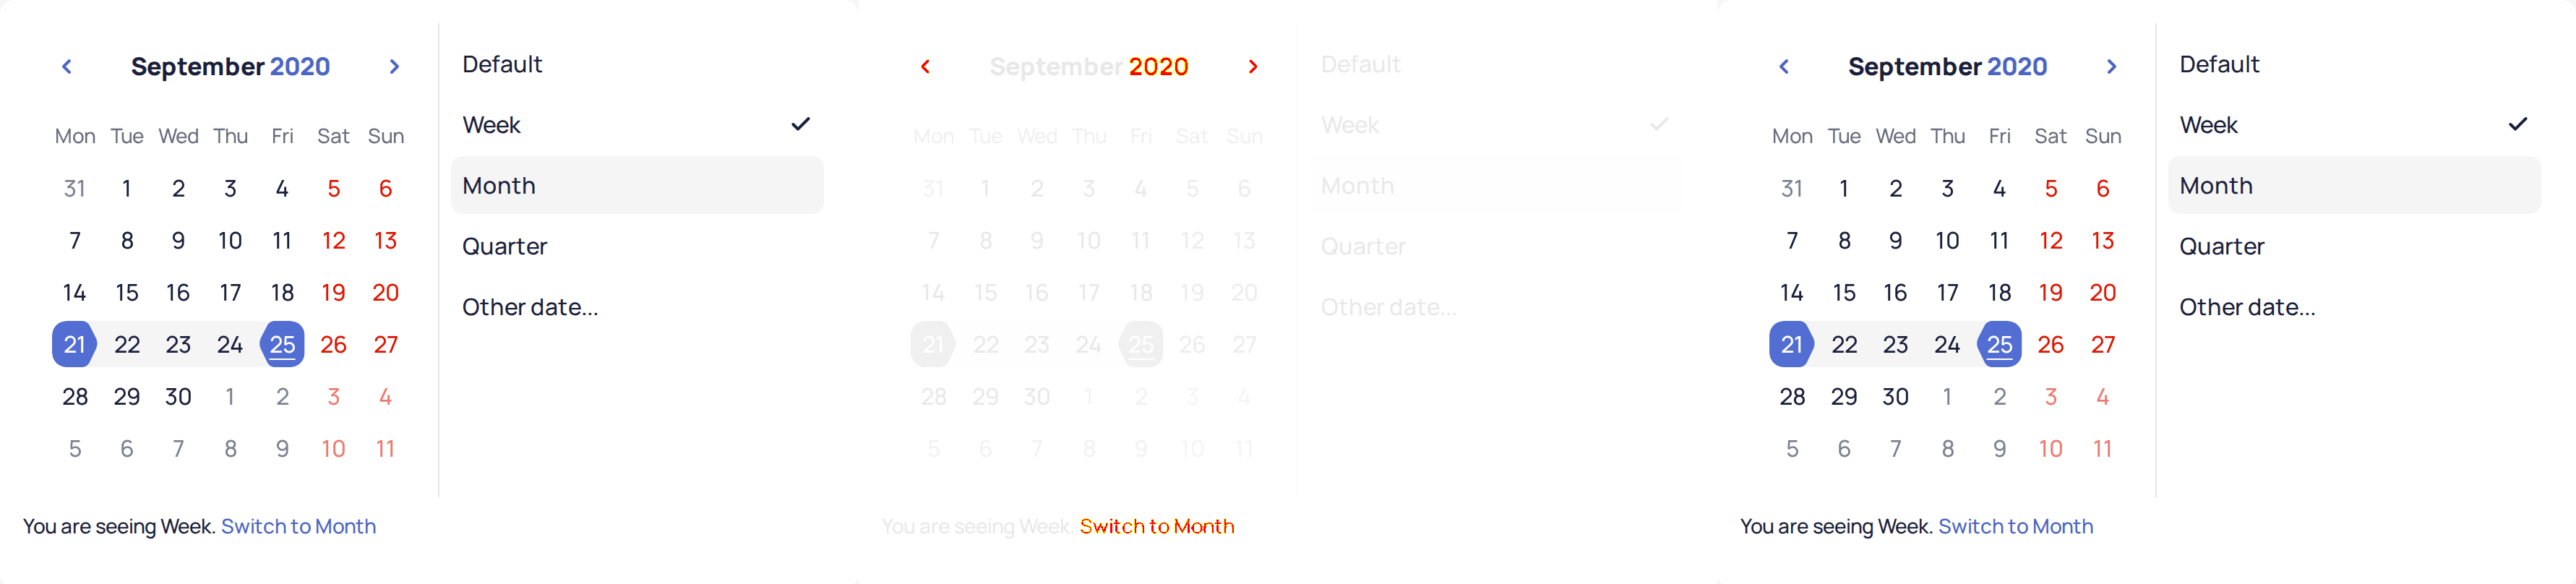 September 2020
Mon Tue Wed Thu Fri Sat Sun
31 1 2 3 4 5 6
7 8 9 10 11 12 13
14 15 16 17 18 19 20
21 22 23 24 25 26 27
28 29 30 1 2 3 4
5 6 7 8 9 10 11
Default
Week
Month
Quarter
Other date...
You are seeing Week. Switch to Month
September 2020
Mon Tue Wed Thu Fri Sat Sun
31 1 2 3 4 5 6
7 8 9 10 11 12 13
14 15 16 17 18 19 20
21 22 23 24 25 26 27
28 29 30 1 2 3 4
5 6 7 8 9 10 11
Default
Week
Month
Quarter
Other date...
You are seeing Week. Switch to Month
September 2020
Mon Tue Wed Thu Fri Sat Sun
31 1 2 3 4 5 6
7 8 9 10 11 12 13
14 15 16 17 18 19 20
21 22 23 24 25 26 27
28 29 30 1 2 3 4
5 6 7 8 9 10 11
Default
Week
Month
Quarter
Other date...
You are seeing Week. Switch to Month